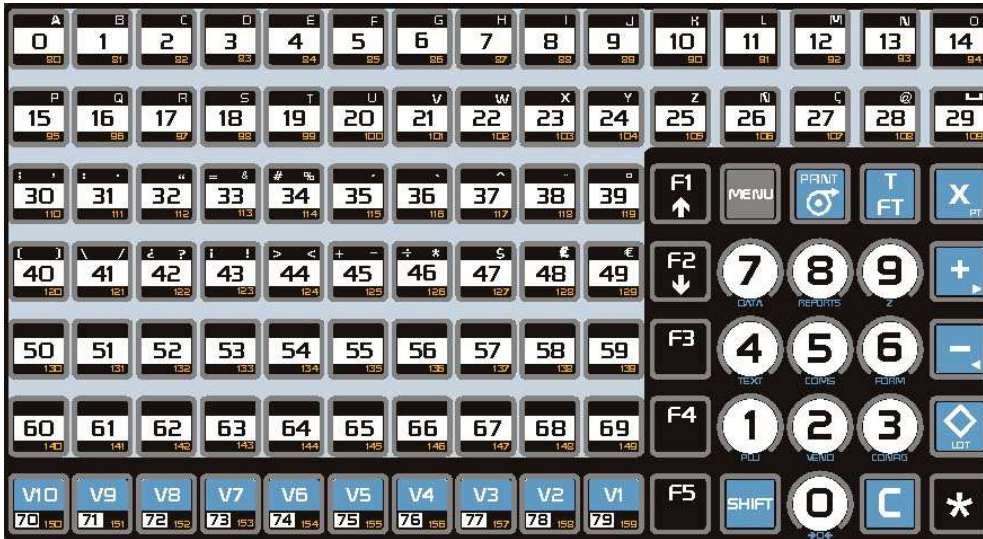 A B C D E F G H I J K L M N O
0 1 2 3 4 5 6 7 8 9 10 11 12 13 14
80 81 82 83 84 85 86 87 88 89 90 91 92 93 94
P Q R S T U V W X Y Z Ñ Ç @
15 16 17 18 19 20 21 22 23 24 25 26 27 28 29
95 96 97 98 99 100 101 102 103 104 105 106 107 108 109
; , : . “ = & # %
30 31 32 33 34 35 36 37 38 39 F1 ↑ MENU PRINT T FT X PT
110 111 112 113 114 115 116 117 118 119
( ) \ / ¿ ? ¡ ! > < + - ÷ * $ £ €
40 41 42 43 44 45 46 47 48 49 F2 ↓ 7 8 9 +
120 121 122 123 124 125 126 127 128 129 DATA REPORTS Z
50 51 52 53 54 55 56 57 58 59 F3 4 5 6 -
130 131 132 133 134 135 136 137 138 139 TEXT COMS FORM
60 61 62 63 64 65 66 67 68 69 F4 1 2 3 LOT
140 141 142 143 144 145 146 147 148 149 PLU VEND CONFIG
V10 V9 V8 V7 V6 V5 V4 V3 V2 V1 F5 SHIFT 0 C *
70 150 71 151 72 152 73 153 74 154 75 155 76 156 77 157 78 158 79 159 →0←